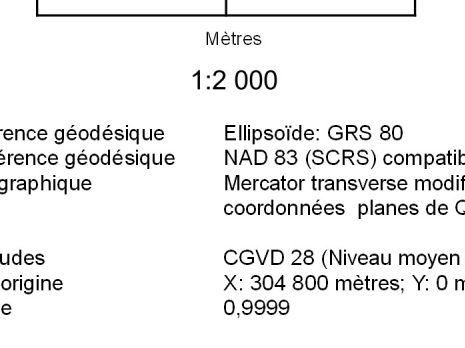 Mètres
1:2 000
rence géodésique Ellipsoïde: GRS 80
érence géodésique NAD 83 (SCRS) compatib
graphique Mercator transverse modif
coordonnées planes de Q
udes CGVD 28 (Niveau moyen
origine X: 304 800 mètres; Y: 0 m
e 0,9999